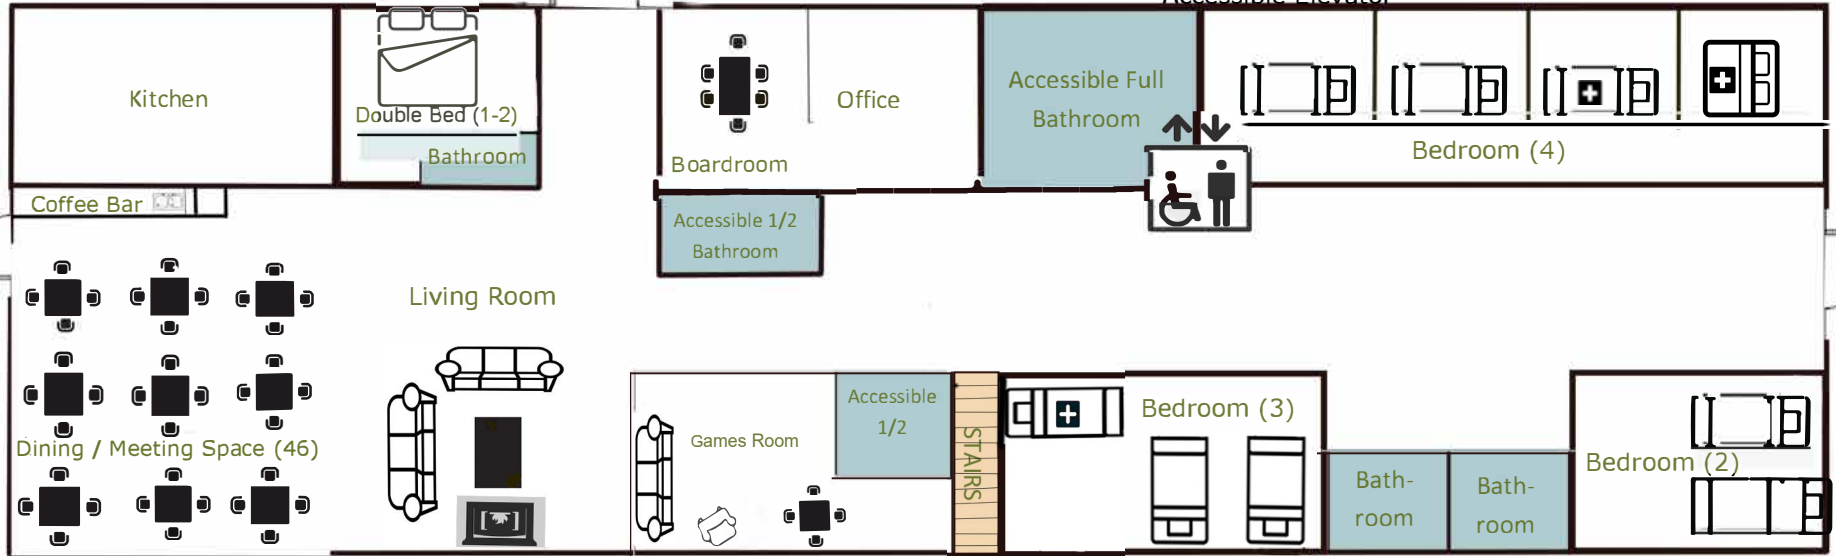 Accessible Elevator
Kitchen
Double Bed (1-2)
Bathroom
Boardroom
Office
Accessible Full
Bathroom
Bedroom (4)
Coffee Bar
Accessible 1/2
Bathroom
Living Room
Dining / Meeting Space (46)
Games Room
Accessible
1/2
STAIRS
Bedroom (3)
Bath-
room
Bath-
room
Bedroom (2)